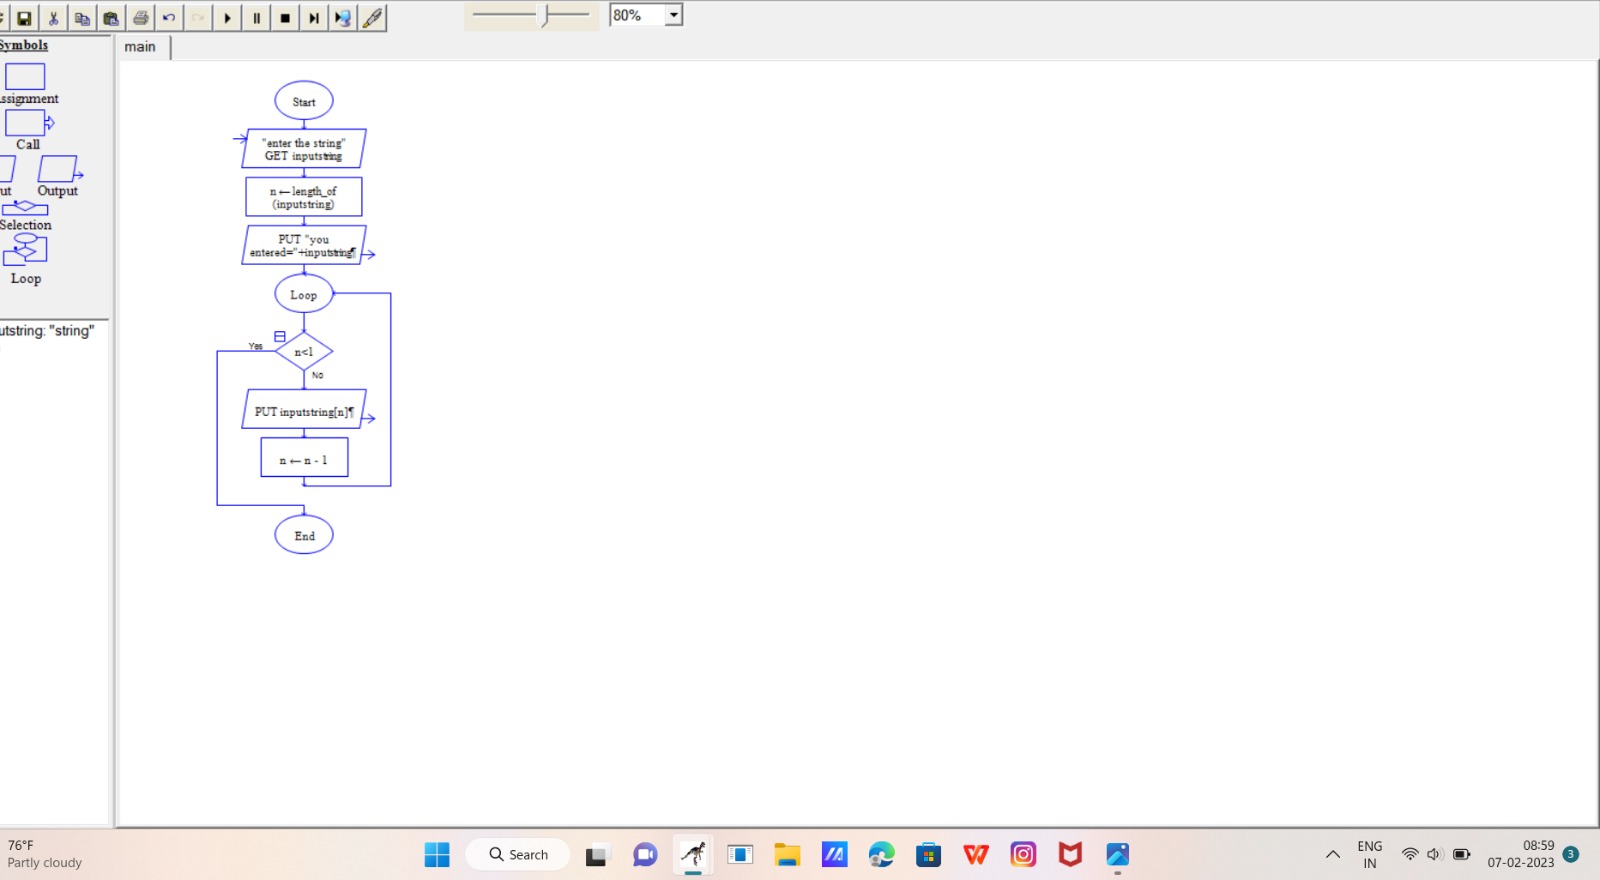 80%
Symbols
main
Assignment
Call
ut
Output
Selection
Loop
utstring: "string"
Start
"enter the string"
GET inputstring
n ← length_of
(inputstring)
PUT "you
entered="+inputstring¶
Loop
Yes
n<1
No
PUT inputstring[n]¶
n ← n - 1
End
76°F
Partly cloudy
Search
ENG
IN
08:59
07-02-2023
3